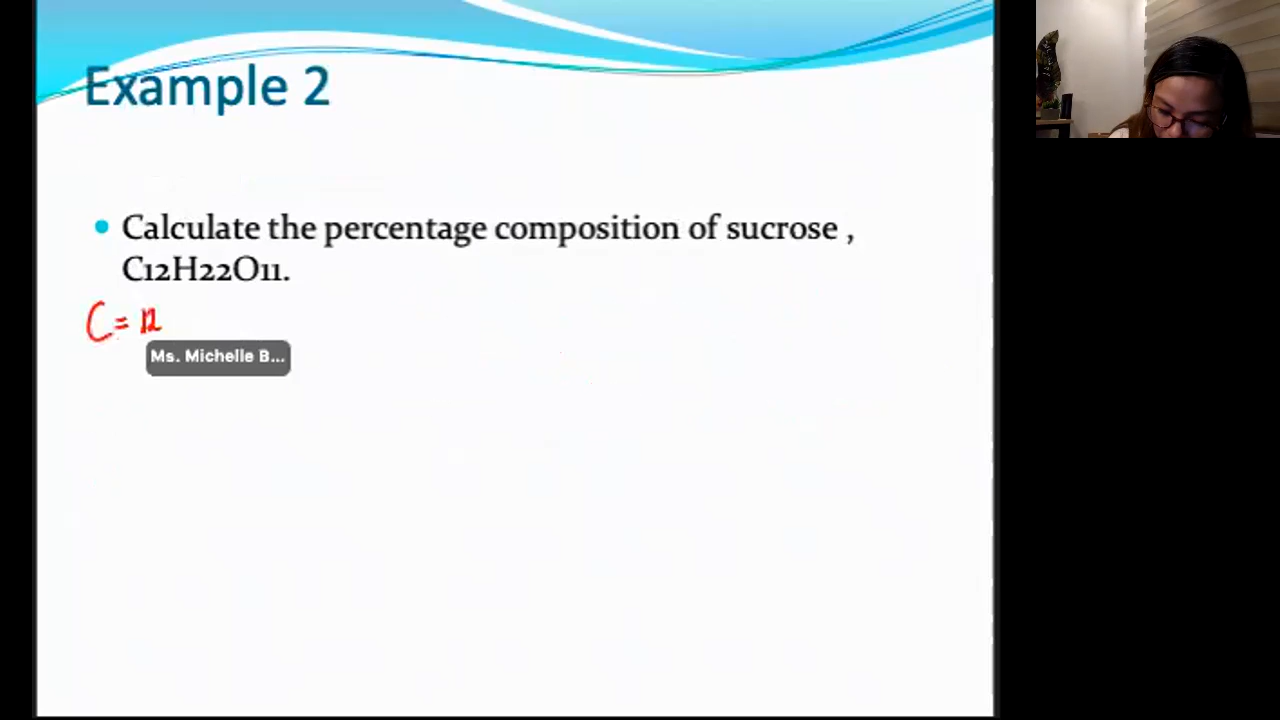 Example 2
Calculate the percentage composition of sucrose ,
C12H22O11.
C = 12
Ms. Michelle B...